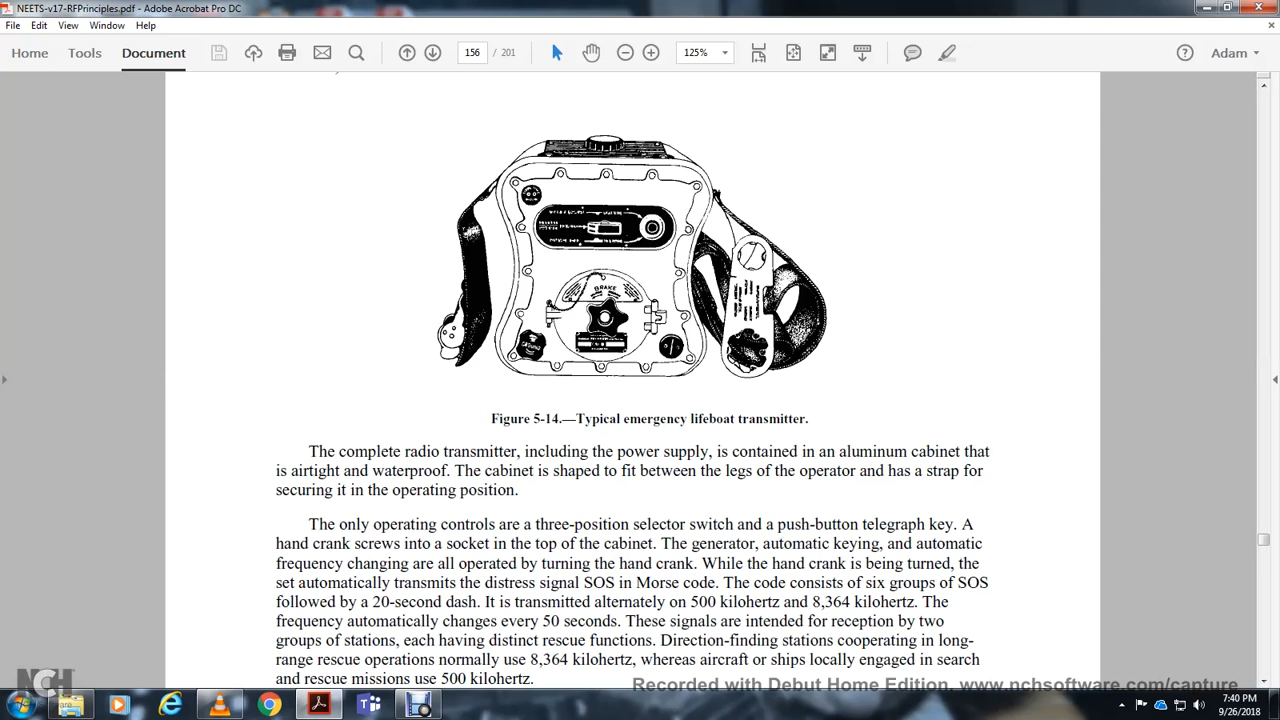 NEETS-v17-RFPrinciples.pdf - Adobe Acrobat Pro DC
File Edit View Window Help
Home Tools Document 156 / 201 125% Adam
BRAKE
Figure 5-14.—Typical emergency lifeboat transmitter.
The complete radio transmitter, including the power supply, is contained in an aluminum cabinet that
is airtight and waterproof. The cabinet is shaped to fit between the legs of the operator and has a strap for
securing it in the operating position.
The only operating controls are a three-position selector switch and a push-button telegraph key. A
hand crank screws into a socket in the top of the cabinet. The generator, automatic keying, and automatic
frequency changing are all operated by turning the hand crank. While the hand crank is being turned, the
set automatically transmits the distress signal SOS in Morse code. The code consists of six groups of SOS
followed by a 20-second dash. It is transmitted alternately on 500 kilohertz and 8,364 kilohertz. The
frequency automatically changes every 50 seconds. These signals are intended for reception by two
groups of stations, each having distinct rescue functions. Direction-finding stations cooperating in long-
range rescue operations normally use 8,364 kilohertz, whereas aircraft or ships locally engaged in search
and rescue missions use 500 kilohertz.
NCH
Recorded with Debut Home Edition. www.nchsoftware.com/capture
7:40 PM
9/26/2018